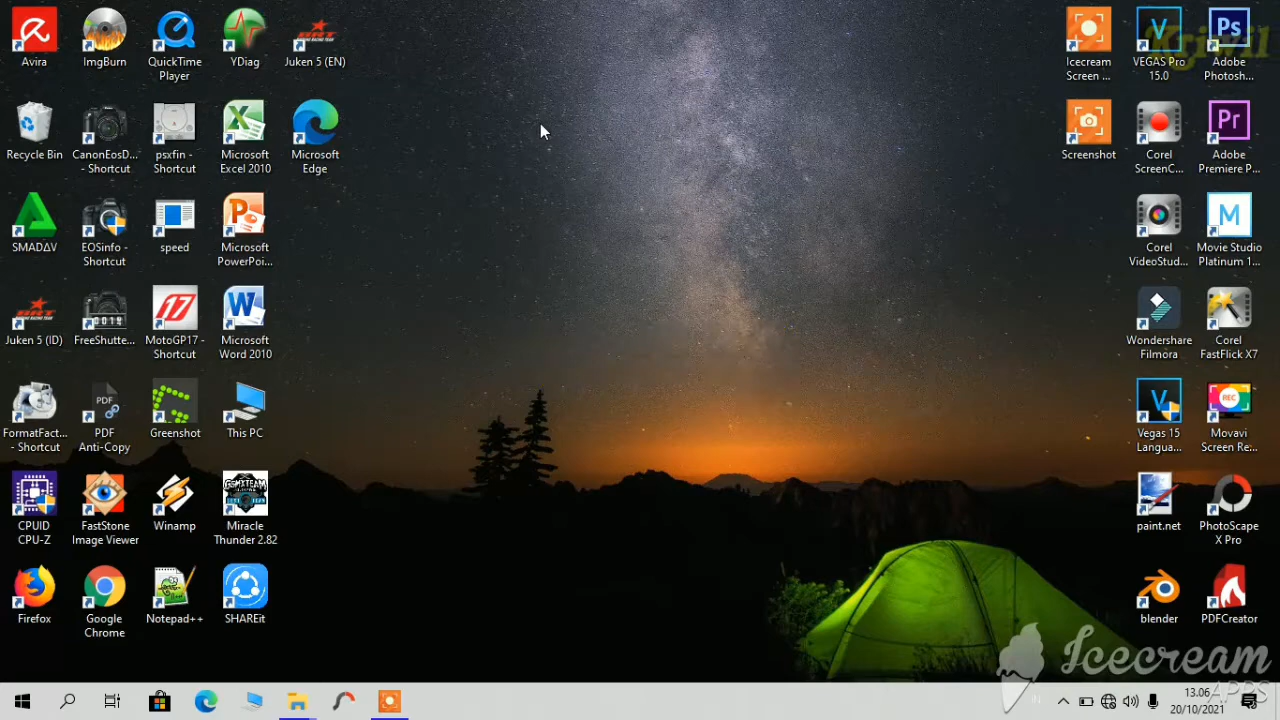 Avira
ImgBurn
QuickTime
Player
YDiag
Juken 5 (EN)
Recycle Bin
CanonEosD...
- Shortcut
psxfin -
Shortcut
Microsoft
Excel 2010
Microsoft
Edge
SMADΔV
EOSinfo -
Shortcut
speed
Microsoft
PowerPoi...
Juken 5 (ID)
FreeShutte...
MotoGP17 -
Shortcut
Microsoft
Word 2010
FormatFact...
- Shortcut
PDF
PDF
Anti-Copy
Greenshot
This PC
CPUID
CPU-Z
FastStone
Image Viewer
Winamp
Miracle
Thunder 2.82
Firefox
Google
Chrome
Notepad++
SHAREit
Icecream
Screen ...
VEGAS Pro
15.0
Ps
Adobe
Photosh...
Screenshot
Corel
ScreenC...
Pr
Adobe
Premiere P...
Corel
VideoStud...
M
Movie Studio
Platinum 1...
Wondershare
Filmora
Corel
FastFlick X7
Vegas 15
Langua...
REC
Movavi
Screen Re...
paint.net
PhotoScape
X Pro
blender
PDFCreator
Icecream
APPS
13.06
20/10/2021